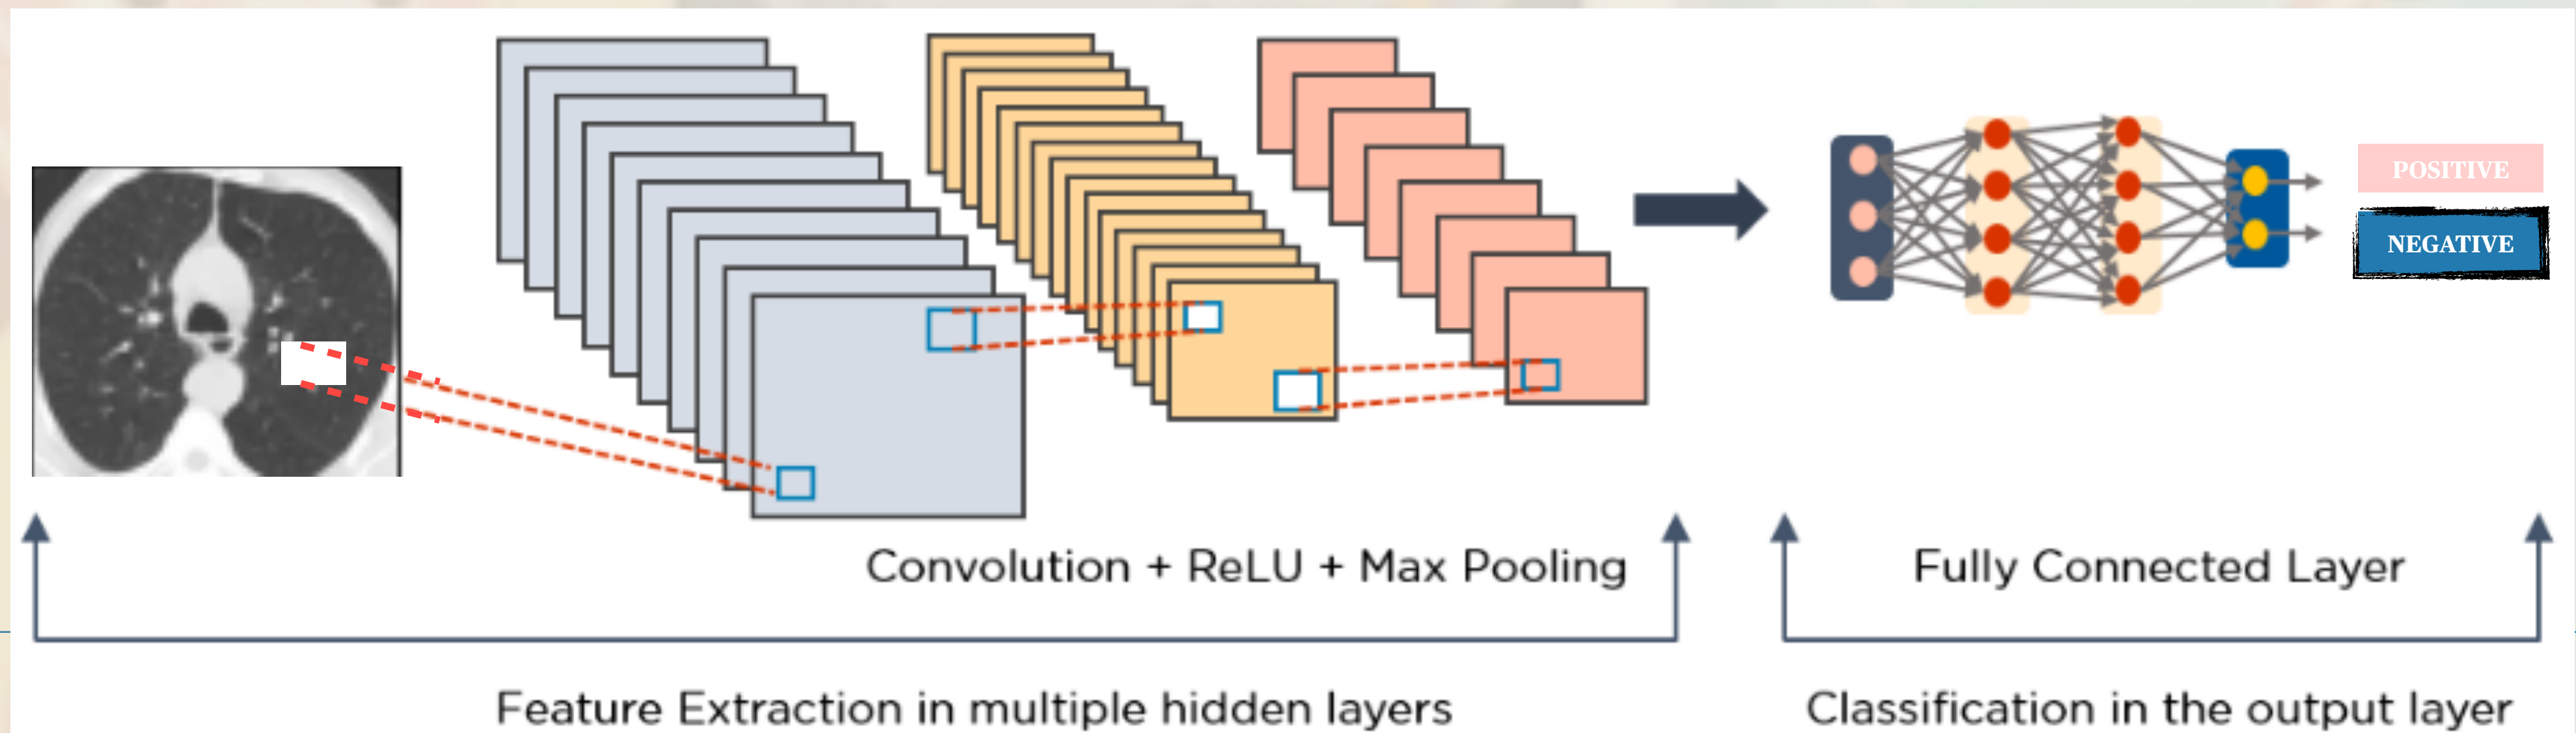 POSITIVE
NEGATIVE
Convolution + ReLU + Max Pooling
Fully Connected Layer
Feature Extraction in multiple hidden layers
Classification in the output layer